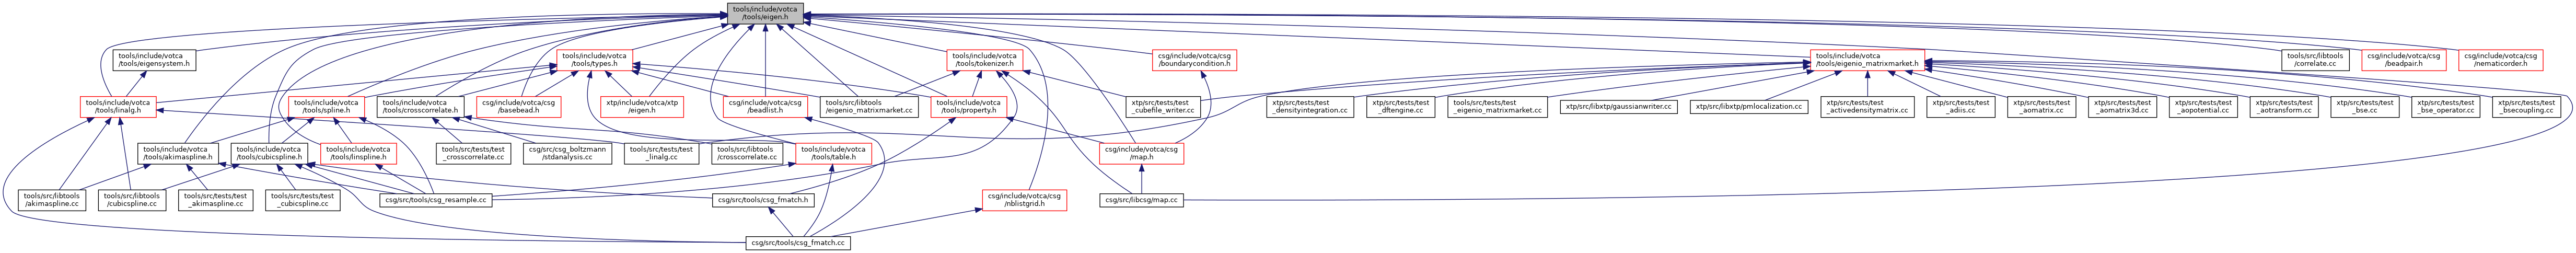 tools/include/votca
/tools/eigen.h
tools/include/votca
/tools/eigensystem.h
tools/include/votca
/tools/types.h
tools/include/votca
/tools/tokenizer.h
csg/include/votca/csg
/boundarycondition.h
tools/include/votca
/tools/eigenio_matrixmarket.h
tools/src/libtools
/correlate.cc
csg/include/votca/csg
/beadpair.h
csg/include/votca/csg
/nematicorder.h
tools/include/votca
/tools/linalg.h
tools/include/votca
/tools/spline.h
tools/include/votca
/tools/crosscorrelate.h
csg/include/votca/csg
/basebead.h
xtp/include/votca/xtp
/eigen.h
csg/include/votca/csg
/beadlist.h
tools/src/libtools
/eigenio_matrixmarket.cc
tools/include/votca
/tools/property.h
xtp/src/tests/test
_cubefile_writer.cc
xtp/src/tests/test
_densityintegration.cc
xtp/src/tests/test
_dftengine.cc
tools/src/tests/test
_eigenio_matrixmarket.cc
xtp/src/libxtp/gaussianwriter.cc
xtp/src/libxtp/pmlocalization.cc
xtp/src/tests/test
_activedensitymatrix.cc
xtp/src/tests/test
_adiis.cc
xtp/src/tests/test
_aomatrix.cc
xtp/src/tests/test
_aomatrix3d.cc
xtp/src/tests/test
_aopotential.cc
xtp/src/tests/test
_aotransform.cc
xtp/src/tests/test
_bse.cc
xtp/src/tests/test
_bse_operator.cc
xtp/src/tests/test
_bsecoupling.cc
tools/include/votca
/tools/akimaspline.h
tools/include/votca
/tools/cubicspline.h
tools/include/votca
/tools/linspline.h
tools/src/tests/test
_crosscorrelate.cc
csg/src/csg_boltzmann
/stdanalysis.cc
tools/src/tests/test
_linalg.cc
tools/src/libtools
/crosscorrelate.cc
tools/include/votca
/tools/table.h
csg/include/votca/csg
/map.h
tools/src/libtools
/akimaspline.cc
tools/src/libtools
/cubicspline.cc
tools/src/tests/test
_akimaspline.cc
tools/src/tests/test
_cubicspline.cc
csg/src/tools/csg_resample.cc
csg/src/tools/csg_fmatch.h
csg/include/votca/csg
/nblistgrid.h
csg/src/libcsg/map.cc
csg/src/tools/csg_fmatch.cc